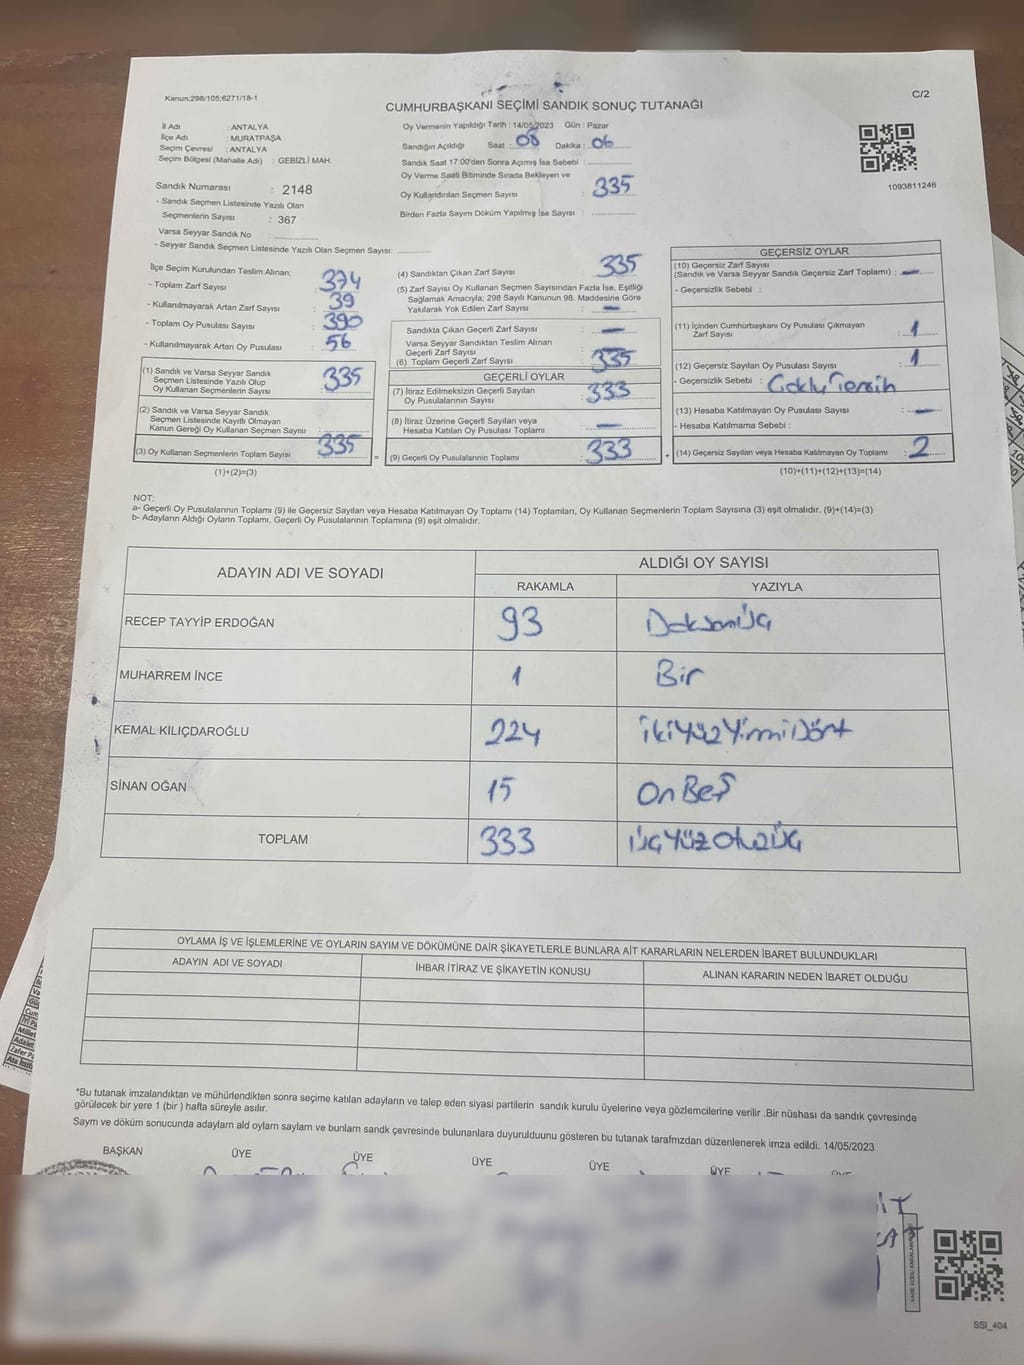 Kanun:298/105;6271/18-1
C/2
CUMHURBAŞKANI SEÇİMİ SANDIK SONUÇ TUTANAĞI
İl Adı : ANTALYA
İlçe Adı : MURATPAŞA
Seçim Çevresi : ANTALYA
Seçim Bölgesi (Mahalle Adı) : GEBİZLİ MAH.
Sandık Numarası : 2148
- Sandık Seçmen Listesinde Yazılı Olan
Seçmenlerin Sayısı : 367
Varsa Seyyar Sandık No :
- Seyyar Sandık Seçmen Listesinde Yazılı Olan Seçmen Sayısı:
Oy Vermenin Yapıldığı Tarih : 14/05/2023 Gün : Pazar
Sandığın Açıldığı Saat : 08 Dakika : 06
Sandık Saat 17:00'den Sonra Açılmış İse Sebebi :
Oy Verme Saati Bitiminde Sırada Bekleyen ve
Oy Kullandırılan Seçmen Sayısı : 335
Birden Fazla Sayım Döküm Yapılmış İse Sayısı :
1093811246
İlçe Seçim Kurulundan Teslim Alınan;
- Toplam Zarf Sayısı : 374
- Kullanılmayarak Artan Zarf Sayısı : 39
- Toplam Oy Pusulası Sayısı : 390
- Kullanılmayarak Artan Oy Pusulası : 56
(1) Sandık ve Varsa Seyyar Sandık
Seçmen Listesinde Yazılı Olup
Oy Kullanan Seçmenlerin Sayısı : 335
(2) Sandık ve Varsa Seyyar Sandık
Seçmen Listesinde Kayıtlı Olmayan
Kanun Gereği Oy Kullanan Seçmen Sayısı :
(3) Oy Kullanan Seçmenlerin Toplam Sayısı : 335
(1)+(2)=(3)
(4) Sandıktan Çıkan Zarf Sayısı : 335
(5) Zarf Sayısı Oy Kullanan Seçmen Sayısından Fazla İse, Eşitliği
Sağlamak Amacıyla; 298 Sayılı Kanunun 98. Maddesine Göre
Yakılarak Yok Edilen Zarf Sayısı : —
Sandıkta Çıkan Geçerli Zarf Sayısı : —
Varsa Seyyar Sandıktan Teslim Alınan
Geçerli Zarf Sayısı : —
(6) Toplam Geçerli Zarf Sayısı : 335
GEÇERLİ OYLAR
(7) İtiraz Edilmeksizin Geçerli Sayılan
Oy Pusulalarının Sayısı : 333
(8) İtiraz Üzerine Geçerli Sayılan veya
Hesaba Katılan Oy Pusulası Toplamı : —
= (9) Geçerli Oy Pusulalarının Toplamı : 333 +
GEÇERSİZ OYLAR
(10) Geçersiz Zarf Sayısı
(Sandık ve Varsa Seyyar Sandık Geçersiz Zarf Toplamı) : —
- Geçersizlik Sebebi :
(11) İçinden Cumhurbaşkanı Oy Pusulası Çıkmayan
Zarf Sayısı : 1
(12) Geçersiz Sayılan Oy Pusulası Sayısı : 1
- Geçersizlik Sebebi :
(13) Hesaba Katılmayan Oy Pusulası Sayısı : —
- Hesaba Katılmama Sebebi :
(14) Geçersiz Sayılan veya Hesaba Katılmayan Oy Toplamı : 2
(10)+(11)+(12)+(13)=(14)
NOT:
a- Geçerli Oy Pusulalarının Toplamı (9) ile Geçersiz Sayılan veya Hesaba Katılmayan Oy Toplamı (14) Toplamları, Oy Kullanan Seçmenlerin Toplam Sayısına (3) eşit olmalıdır. (9)+(14)=(3)
b- Adayların Aldığı Oyların Toplamı, Geçerli Oy Pusulalarının Toplamına (9) eşit olmalıdır.
ADAYIN ADI VE SOYADI ALDIĞI OY SAYISI
RAKAMLA YAZIYLA
RECEP TAYYİP ERDOĞAN 93 Doksanüç
MUHARREM İNCE 1 Bir
KEMAL KILIÇDAROĞLU 224 ikiyüzYirmiDört
SİNAN OĞAN 15 OnBeş
TOPLAM 333 üçYüzOtuzüç
OYLAMA İŞ VE İŞLEMLERİNE VE OYLARIN SAYIM VE DÖKÜMÜNE DAİR ŞİKAYETLERLE BUNLARA AİT KARARLARIN NELERDEN İBARET BULUNDUKLARI
ADAYIN ADI VE SOYADI İHBAR İTİRAZ VE ŞİKAYETİN KONUSU ALINAN KARARIN NEDEN İBARET OLDUĞU
*Bu tutanak imzalandıktan ve mühürlendikten sonra seçime katılan adayların ve talep eden siyasi partilerin sandık kurulu üyelerine veya gözlemcilerine verilir .Bir nüshası da sandık çevresinde
görülecek bir yere 1 (bir ) hafta süreyle asılır.
Sayım ve döküm sonucunda adayların ald oyların sayılam ve bunların sandk çevresinde bulunanlara duyurulduunu gösteren bu tutanak tarafmzdan düzenlenerek imza edildi. 14/05/2023
BAŞKAN ÜYE ÜYE ÜYE ÜYE ÜYE ÜYE
SSI_404